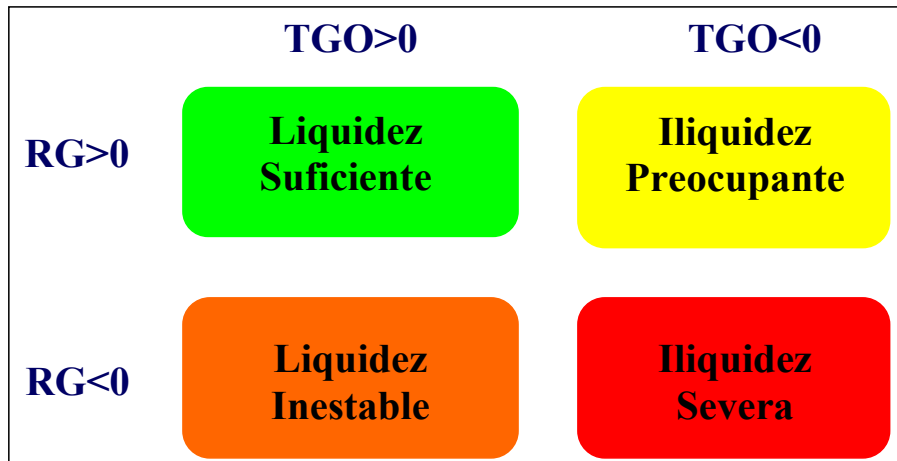 TGO>0 TGO<0
RG>0
Liquidez
Suficiente
Iliquidez
Preocupante
RG<0
Liquidez
Inestable
Iliquidez
Severa